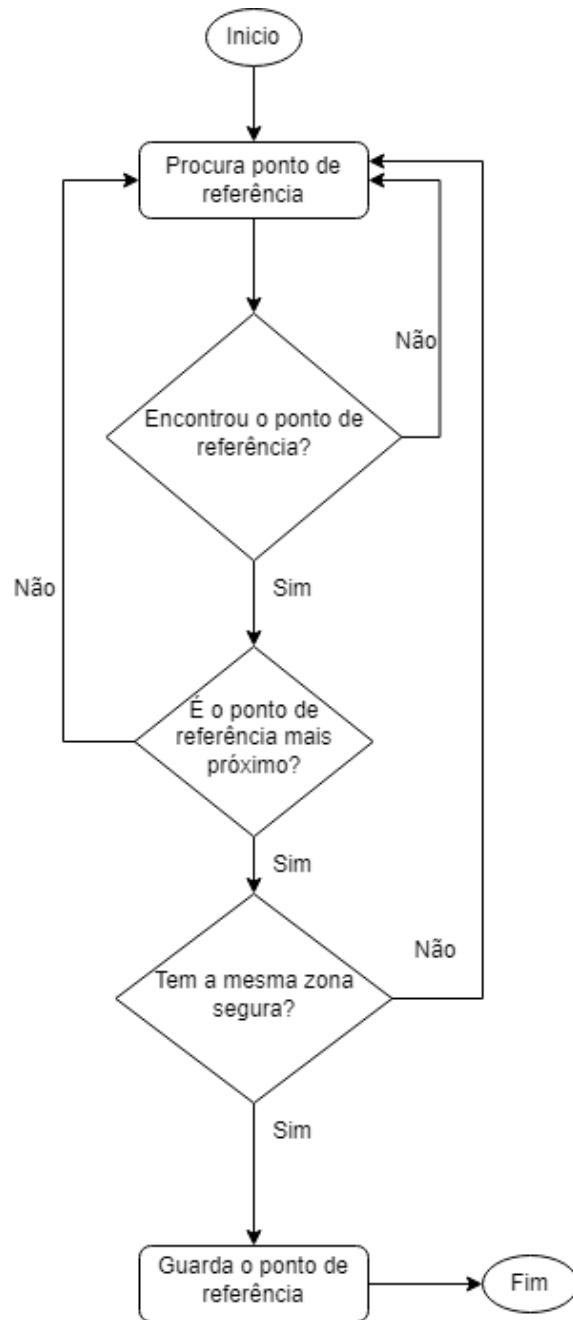 Inicio
Procura ponto de
referência
Não
Encontrou o ponto de
referência?
Não
Sim
É o ponto de
referência mais
próximo?
Sim
Não
Tem a mesma zona
segura?
Sim
Guarda o ponto de
referência
Fim